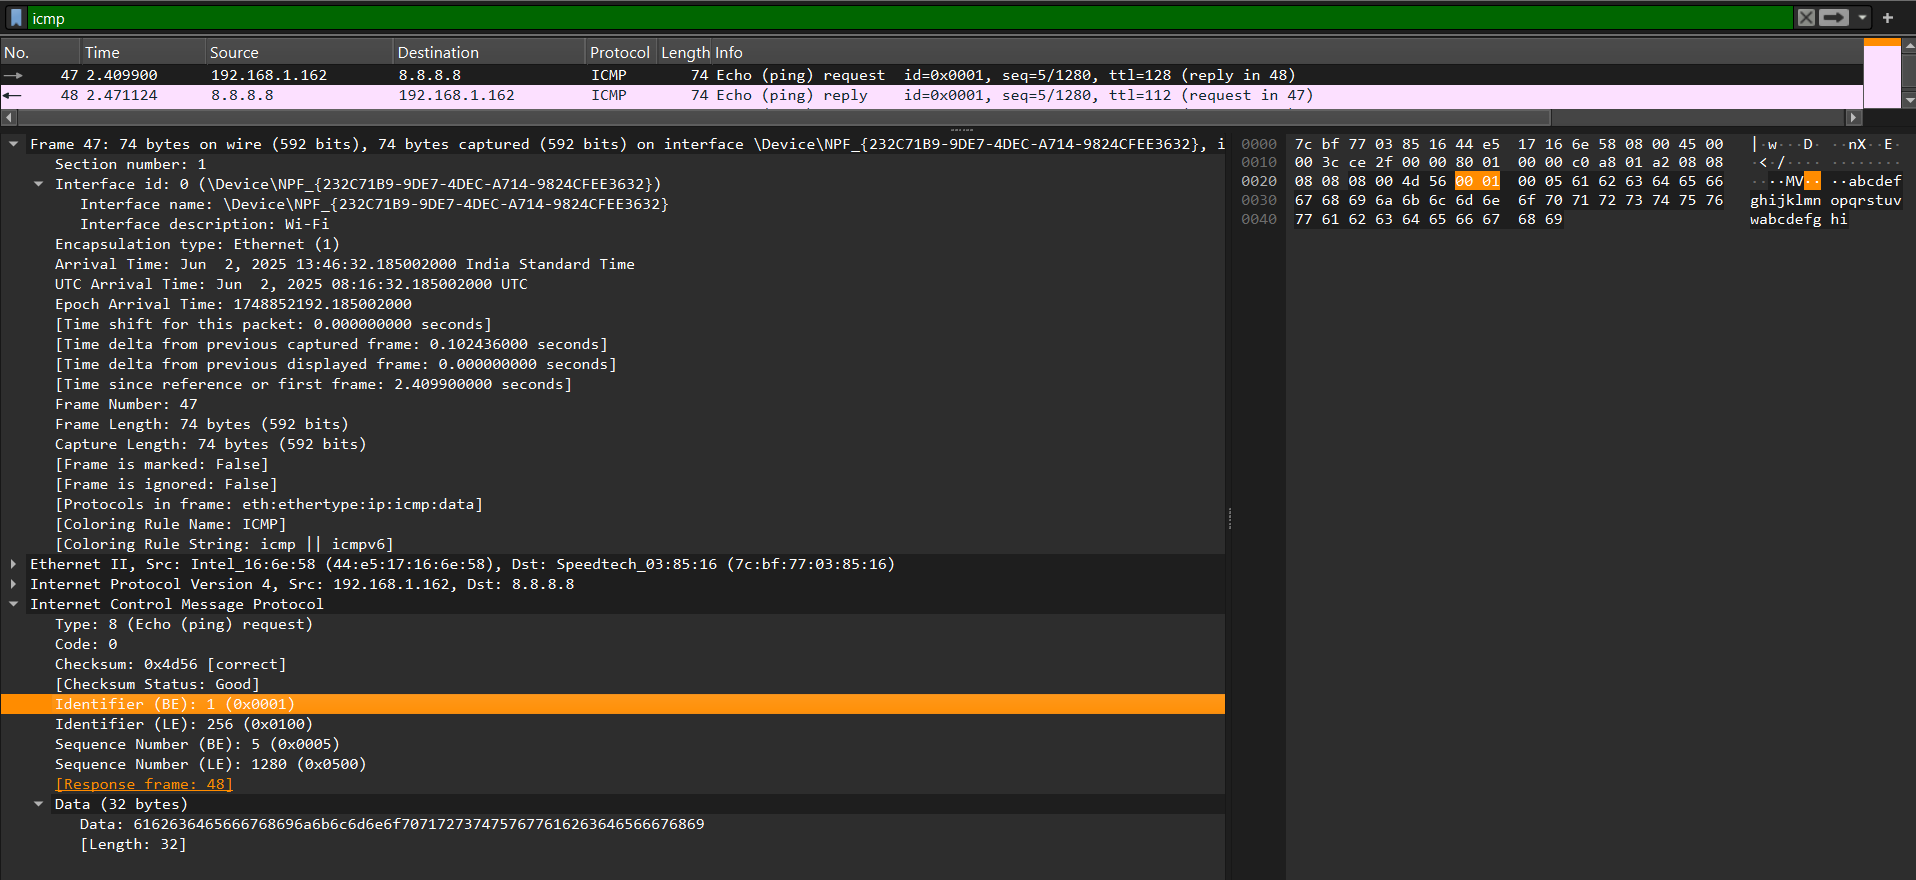 icmp
No. Time Source Destination Protocol Length Info
47 2.409900 192.168.1.162 8.8.8.8 ICMP 74 Echo (ping) request id=0x0001, seq=5/1280, ttl=128 (reply in 48)
48 2.471124 8.8.8.8 192.168.1.162 ICMP 74 Echo (ping) reply id=0x0001, seq=5/1280, ttl=112 (request in 47)
Frame 47: 74 bytes on wire (592 bits), 74 bytes captured (592 bits) on interface \Device\NPF_{232C71B9-9DE7-4DEC-A714-9824CFEE3632}, i
Section number: 1
Interface id: 0 (\Device\NPF_{232C71B9-9DE7-4DEC-A714-9824CFEE3632})
Interface name: \Device\NPF_{232C71B9-9DE7-4DEC-A714-9824CFEE3632}
Interface description: Wi-Fi
Encapsulation type: Ethernet (1)
Arrival Time: Jun  2, 2025 13:46:32.185002000 India Standard Time
UTC Arrival Time: Jun  2, 2025 08:16:32.185002000 UTC
Epoch Arrival Time: 1748852192.185002000
[Time shift for this packet: 0.000000000 seconds]
[Time delta from previous captured frame: 0.102436000 seconds]
[Time delta from previous displayed frame: 0.000000000 seconds]
[Time since reference or first frame: 2.409900000 seconds]
Frame Number: 47
Frame Length: 74 bytes (592 bits)
Capture Length: 74 bytes (592 bits)
[Frame is marked: False]
[Frame is ignored: False]
[Protocols in frame: eth:ethertype:ip:icmp:data]
[Coloring Rule Name: ICMP]
[Coloring Rule String: icmp || icmpv6]
Ethernet II, Src: Intel_16:6e:58 (44:e5:17:16:6e:58), Dst: Speedtech_03:85:16 (7c:bf:77:03:85:16)
Internet Protocol Version 4, Src: 192.168.1.162, Dst: 8.8.8.8
Internet Control Message Protocol
Type: 8 (Echo (ping) request)
Code: 0
Checksum: 0x4d56 [correct]
[Checksum Status: Good]
Identifier (BE): 1 (0x0001)
Identifier (LE): 256 (0x0100)
Sequence Number (BE): 5 (0x0005)
Sequence Number (LE): 1280 (0x0500)
[Response frame: 48]
Data (32 bytes)
Data: 6162636465666768696a6b6c6d6e6f7071727374757677616263646566676869
[Length: 32]
0000 7c bf 77 03 85 16 44 e5 17 16 6e 58 08 00 45 00 |·w···D· ··nX··E·
0010 00 3c ce 2f 00 00 80 01 00 00 c0 a8 01 a2 08 08 ·<·/···· ········
0020 08 08 08 00 4d 56 00 01 00 05 61 62 63 64 65 66 ····MV·· ··abcdef
0030 67 68 69 6a 6b 6c 6d 6e 6f 70 71 72 73 74 75 76 ghijklmn opqrstuv
0040 77 61 62 63 64 65 66 67 68 69 wabcdefg hi